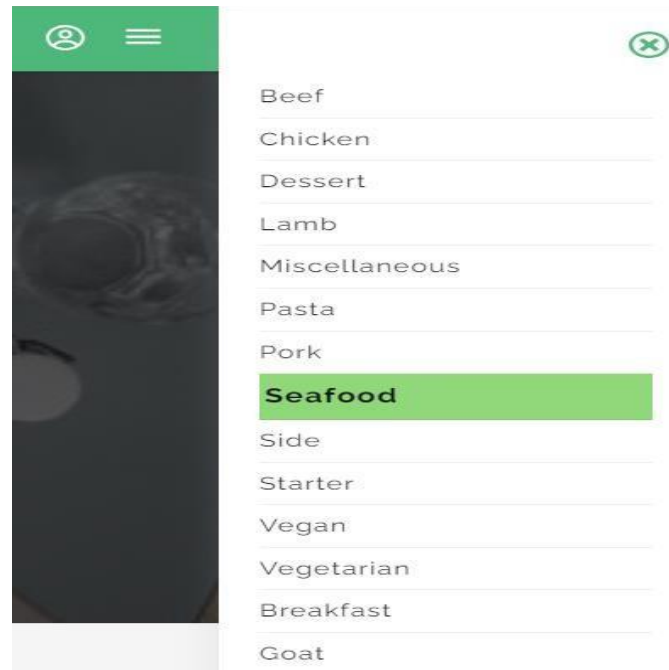 Beef
Chicken
Dessert
Lamb
Miscellaneous
Pasta
Pork
Seafood
Side
Starter
Vegan
Vegetarian
Breakfast
Goat